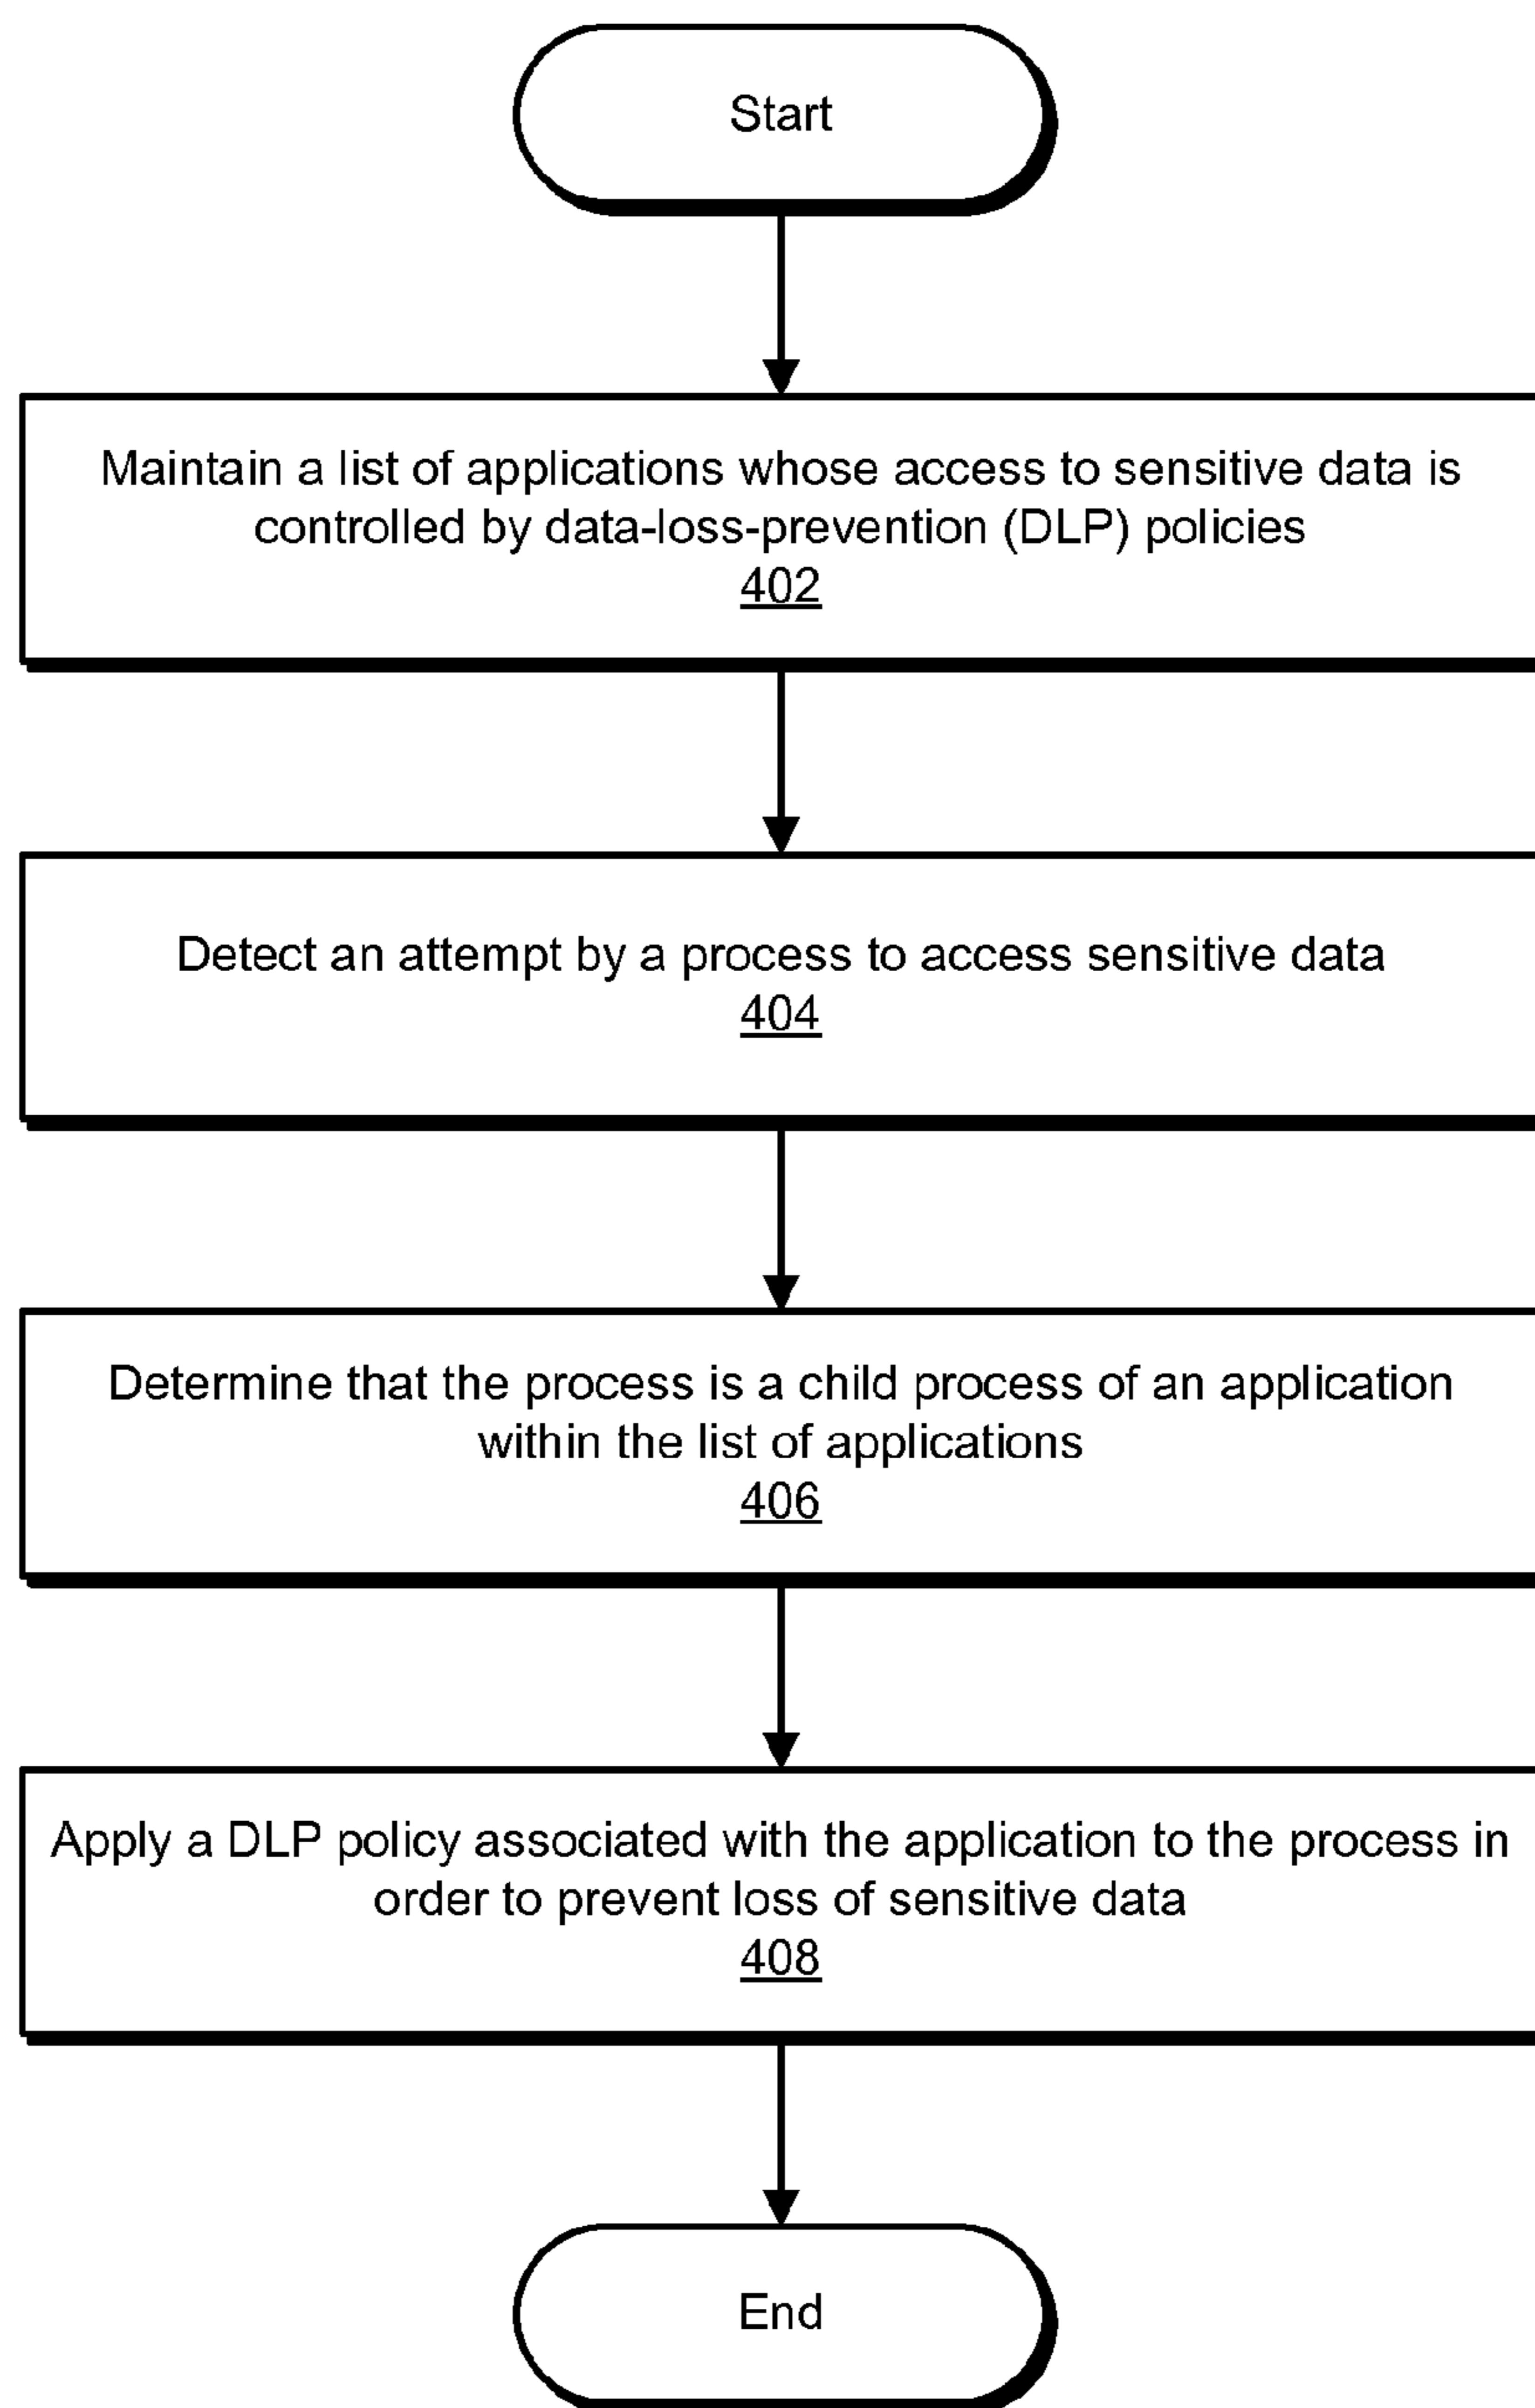 Start
Maintain a list of applications whose access to sensitive data is
controlled by data-loss-prevention (DLP) policies
402
Detect an attempt by a process to access sensitive data
404
Determine that the process is a child process of an application
within the list of applications
406
Apply a DLP policy associated with the application to the process in
order to prevent loss of sensitive data
408
End